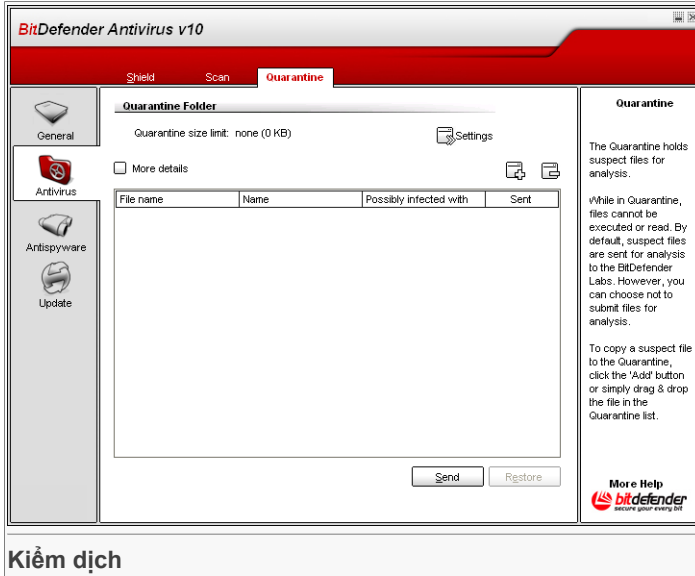 BitDefender Antivirus v10
Shield Scan Quarantine
General
Antivirus
Antispyware
Update
Quarantine Folder
Quarantine size limit: none (0 KB)
Settings
More details
File name Name Possibly infected with Sent
Send Restore
Quarantine
The Quarantine holds
suspect files for
analysis.
While in Quarantine,
files cannot be
executed or read. By
default, suspect files
are sent for analysis
to the BitDefender
Labs. However, you
can choose not to
submit files for
analysis.
To copy a suspect file
to the Quarantine,
click the 'Add' button
or simply drag & drop
the file in the
Quarantine list.
More Help
bitdefender
secure your every bit
Kiểm dịch